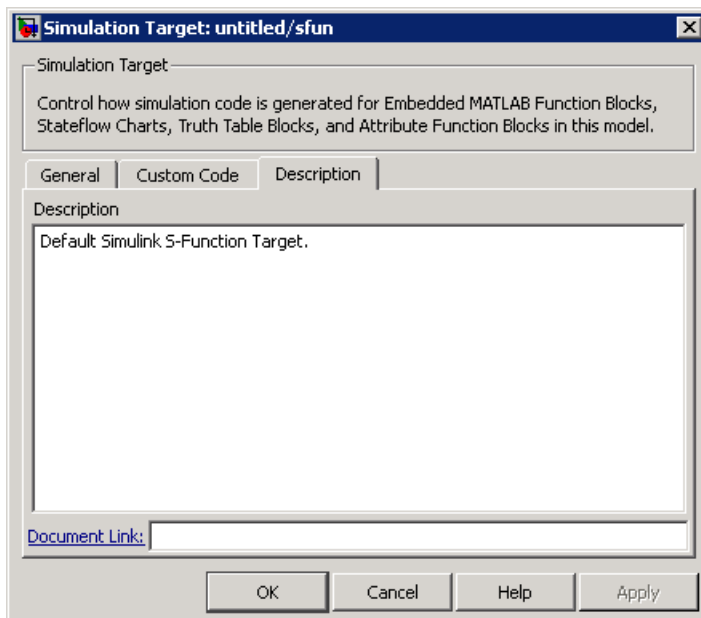 Simulation Target: untitled/sfun
Simulation Target
Control how simulation code is generated for Embedded MATLAB Function Blocks,
Stateflow Charts, Truth Table Blocks, and Attribute Function Blocks in this model.
General Custom Code Description
Description
Default Simulink S-Function Target.
Document Link:
OK Cancel Help Apply